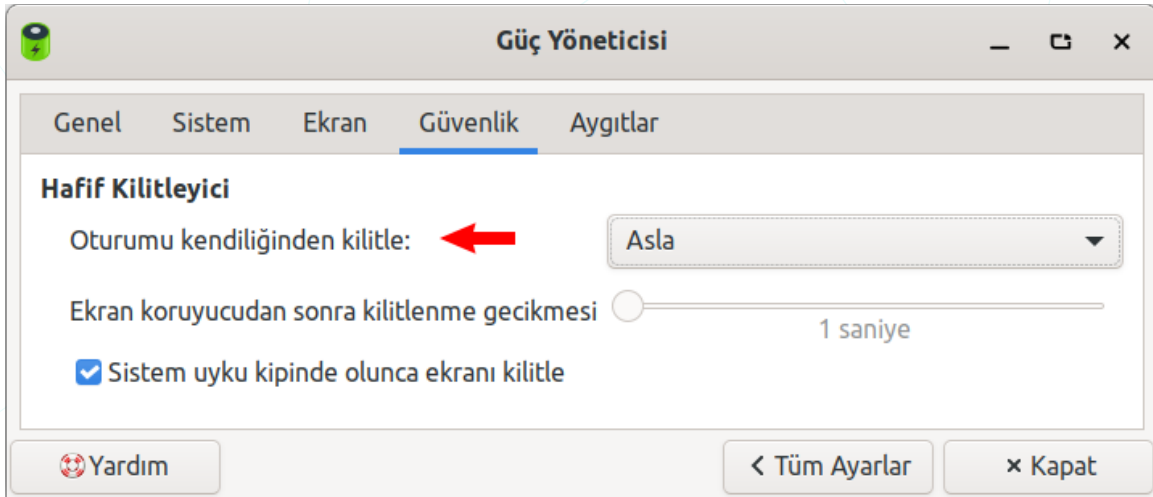 Güç Yöneticisi
Genel Sistem Ekran Güvenlik Aygıtlar
Hafif Kilitleyici
Oturumu kendiliğinden kilitle: Asla
Ekran koruyucudan sonra kilitlenme gecikmesi
1 saniye
Sistem uyku kipinde olunca ekranı kilitle
Yardım < Tüm Ayarlar × Kapat